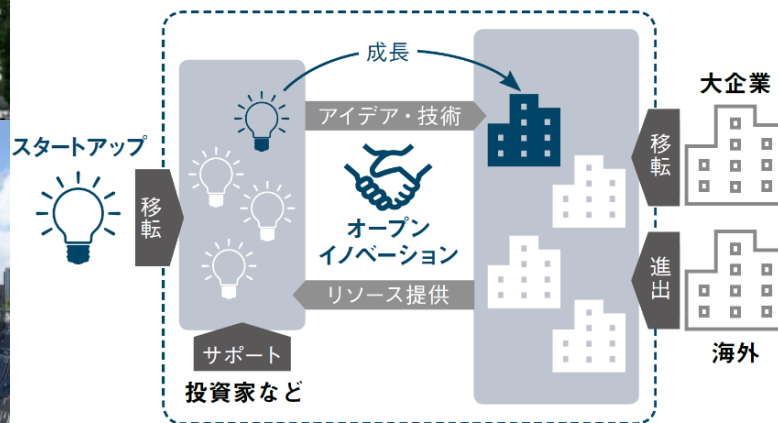 成長
大企業
アイデア・技術
スタートアップ
移転
移転
オープン
イノベーション
進出
リソース提供
サポート
海外
投資家など